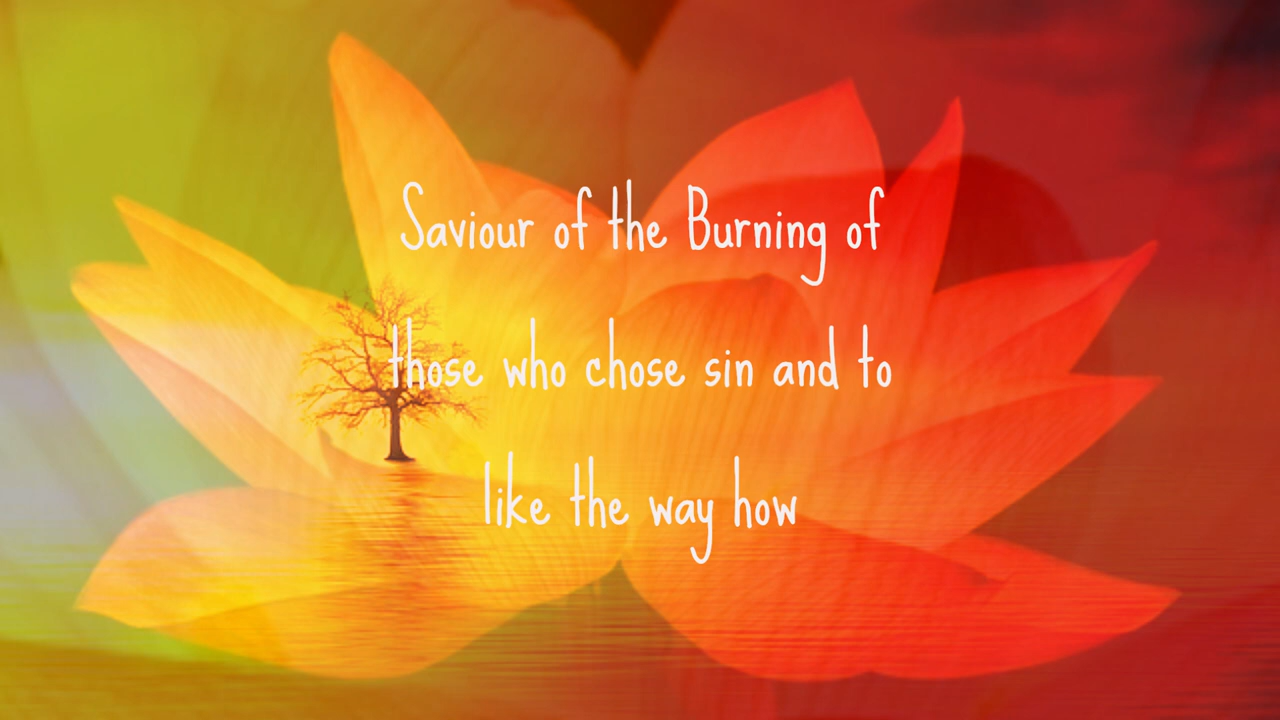 Saviour of the Burning of
those who chose sin and to
like the way how